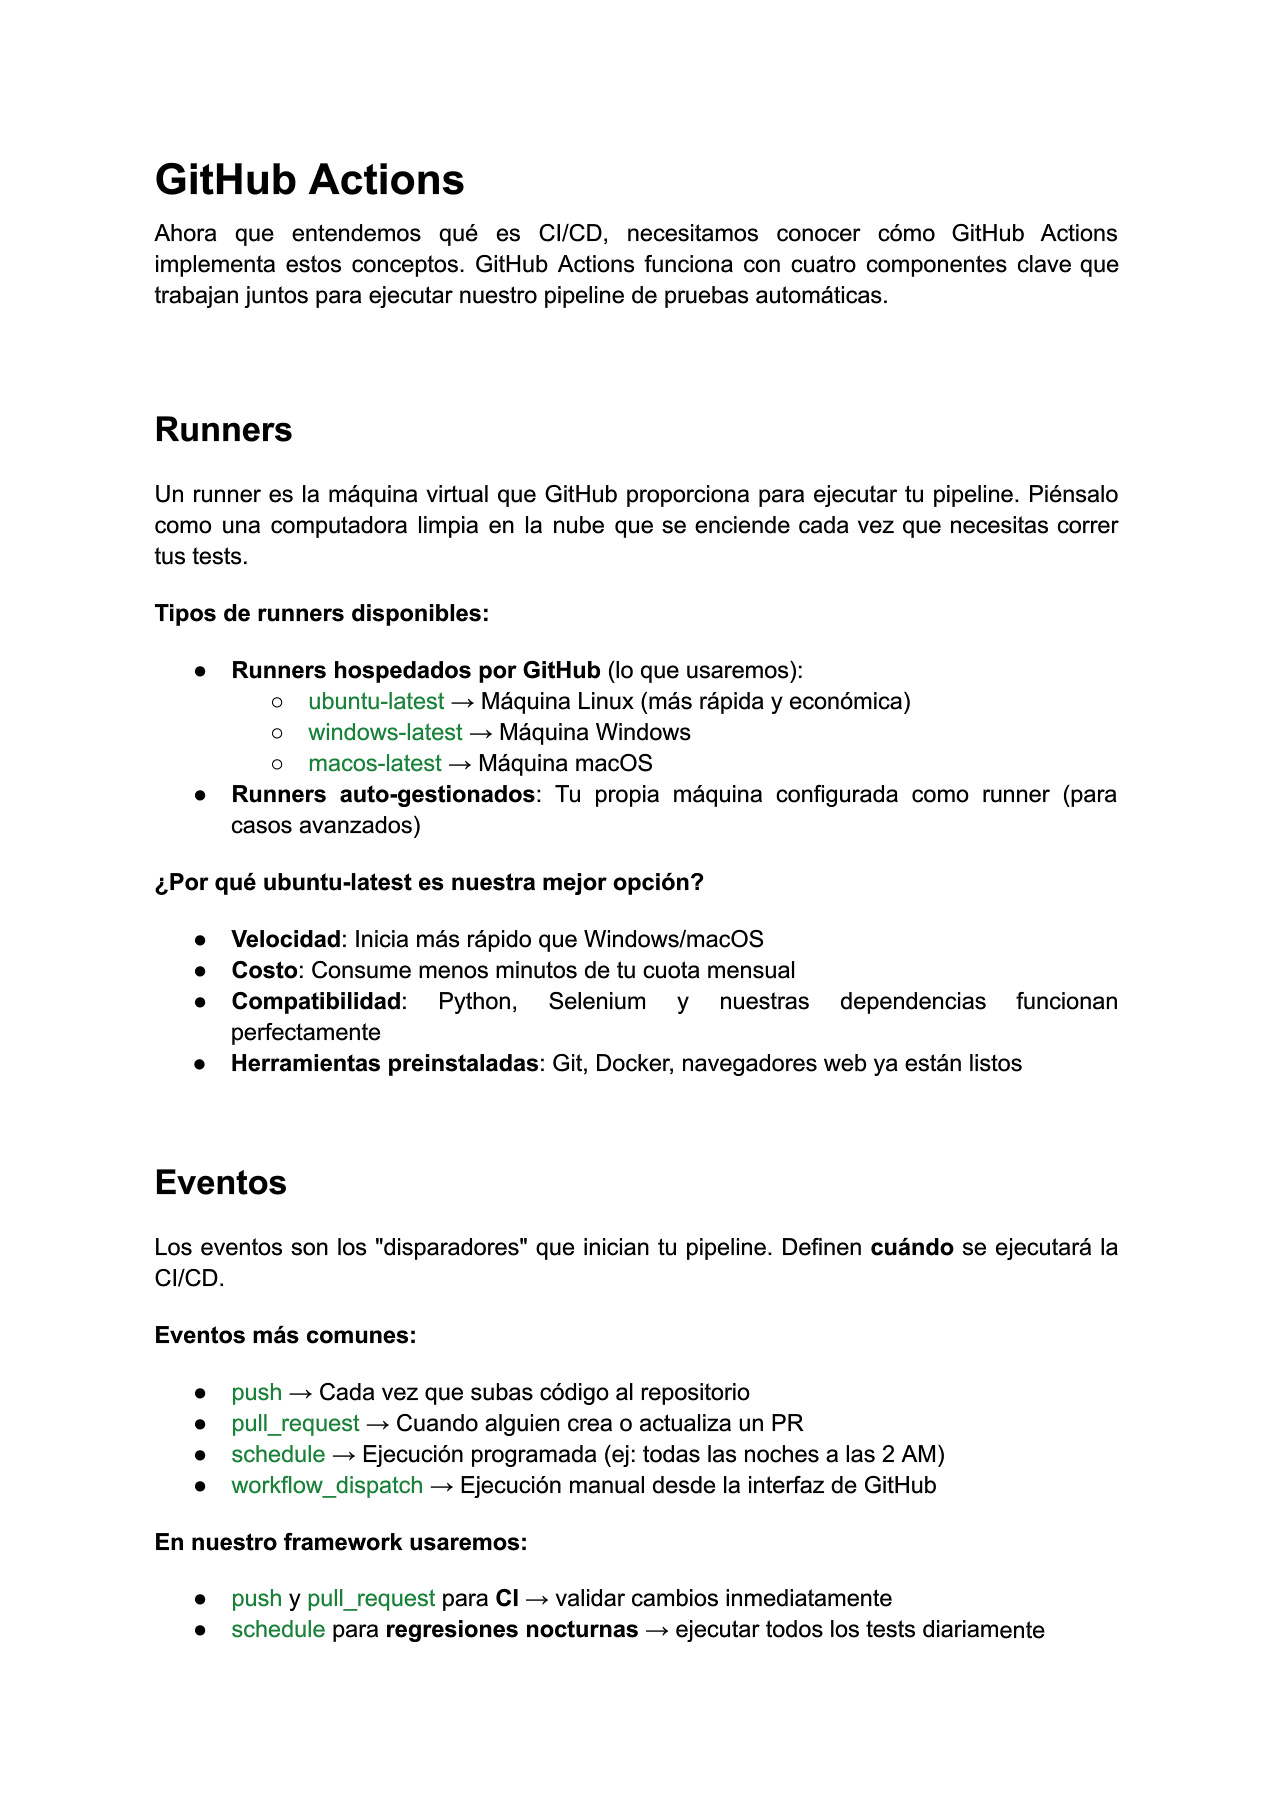 GitHub Actions
Ahora que entendemos qué es CI/CD, necesitamos conocer cómo GitHub Actions
implementa estos conceptos. GitHub Actions funciona con cuatro componentes clave que
trabajan juntos para ejecutar nuestro pipeline de pruebas automáticas.
Runners
Un runner es la máquina virtual que GitHub proporciona para ejecutar tu pipeline. Piénsalo
como una computadora limpia en la nube que se enciende cada vez que necesitas correr
tus tests.
Tipos de runners disponibles:
● Runners hospedados por GitHub (lo que usaremos):
○ ubuntu-latest → Máquina Linux (más rápida y económica)
○ windows-latest → Máquina Windows
○ macos-latest → Máquina macOS
● Runners auto-gestionados: Tu propia máquina configurada como runner (para
casos avanzados)
¿Por qué ubuntu-latest es nuestra mejor opción?
● Velocidad: Inicia más rápido que Windows/macOS
● Costo: Consume menos minutos de tu cuota mensual
● Compatibilidad: Python, Selenium y nuestras dependencias funcionan
perfectamente
● Herramientas preinstaladas: Git, Docker, navegadores web ya están listos
Eventos
Los eventos son los "disparadores" que inician tu pipeline. Definen cuándo se ejecutará la
CI/CD.
Eventos más comunes:
● push → Cada vez que subas código al repositorio
● pull_request → Cuando alguien crea o actualiza un PR
● schedule → Ejecución programada (ej: todas las noches a las 2 AM)
● workflow_dispatch → Ejecución manual desde la interfaz de GitHub
En nuestro framework usaremos:
● push y pull_request para CI → validar cambios inmediatamente
● schedule para regresiones nocturnas → ejecutar todos los tests diariamente